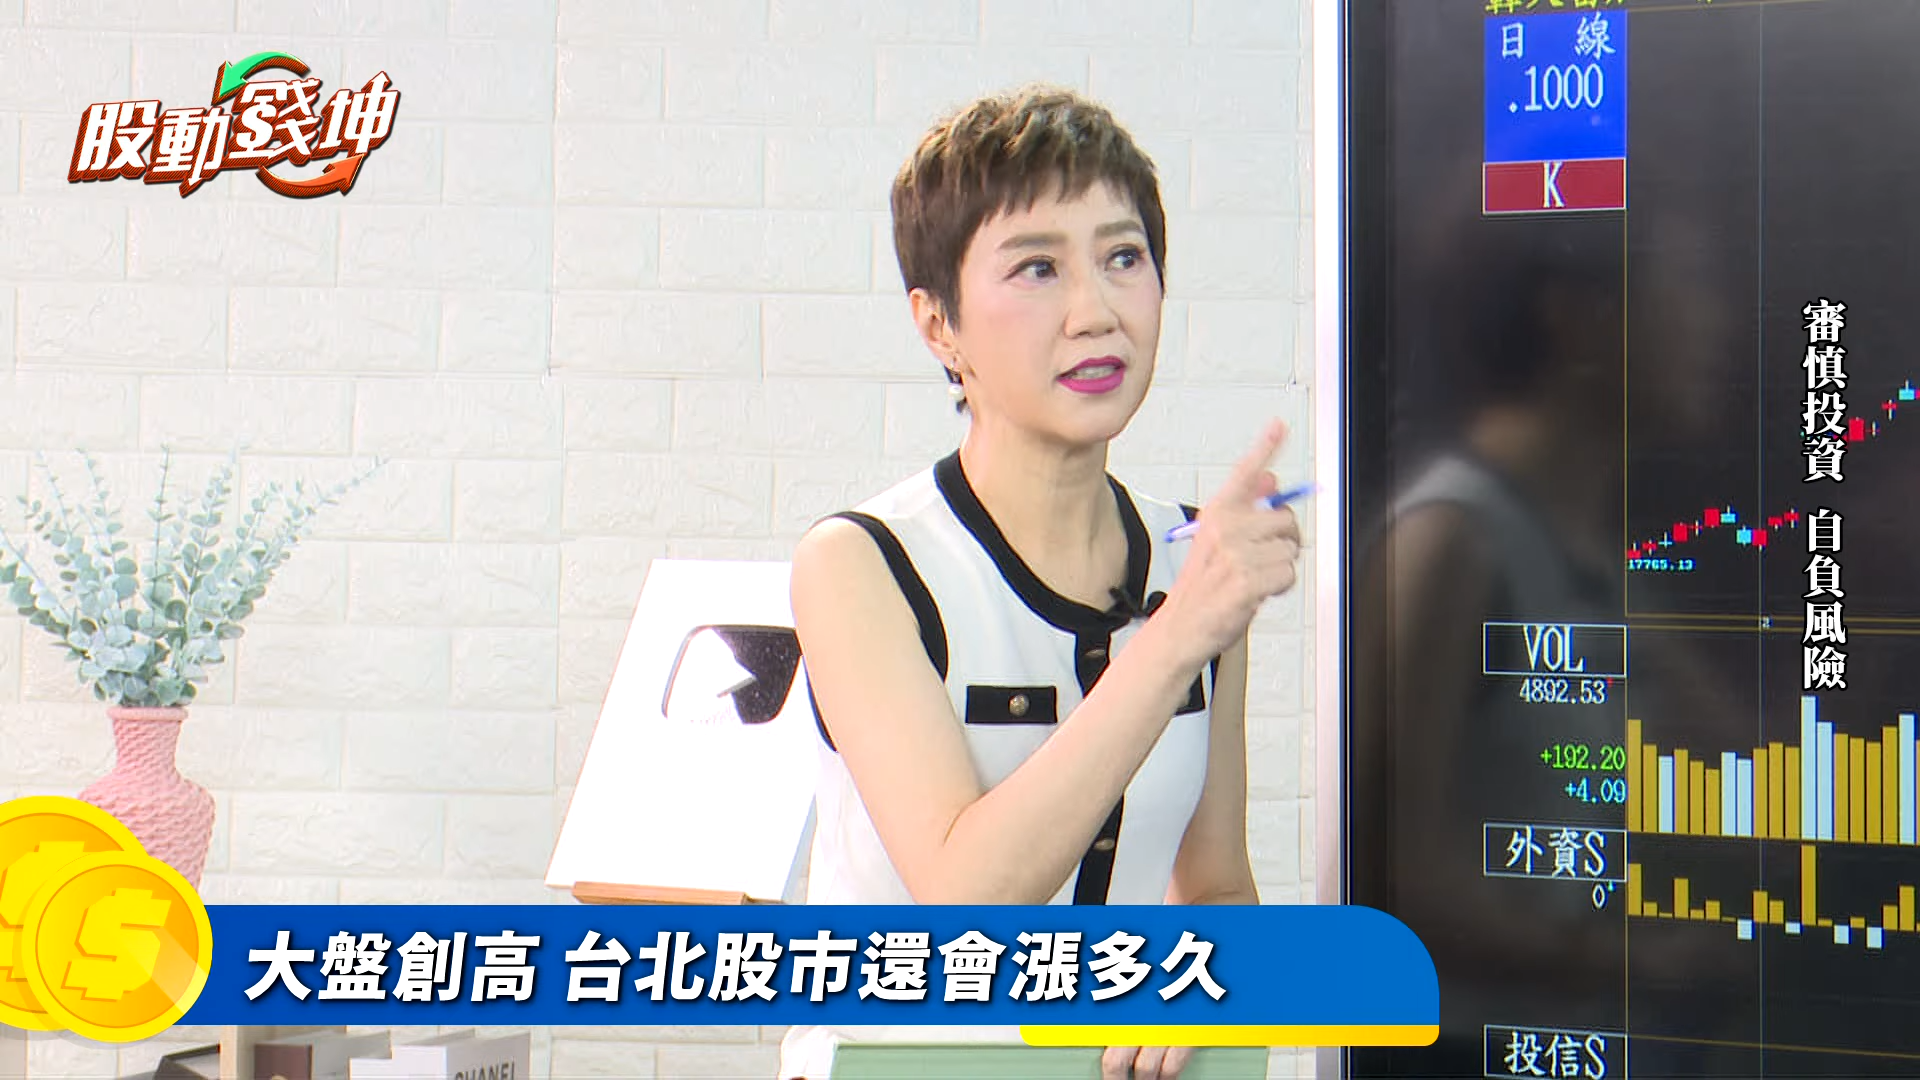 股動錢坤
日 線
.1000
K
17765.13
2
VOL
4892.53
+192.20
+4.09
外資S
0
投信S
審慎投資 自負風險
大盤創高 台北股市還會漲多久
CHANEL